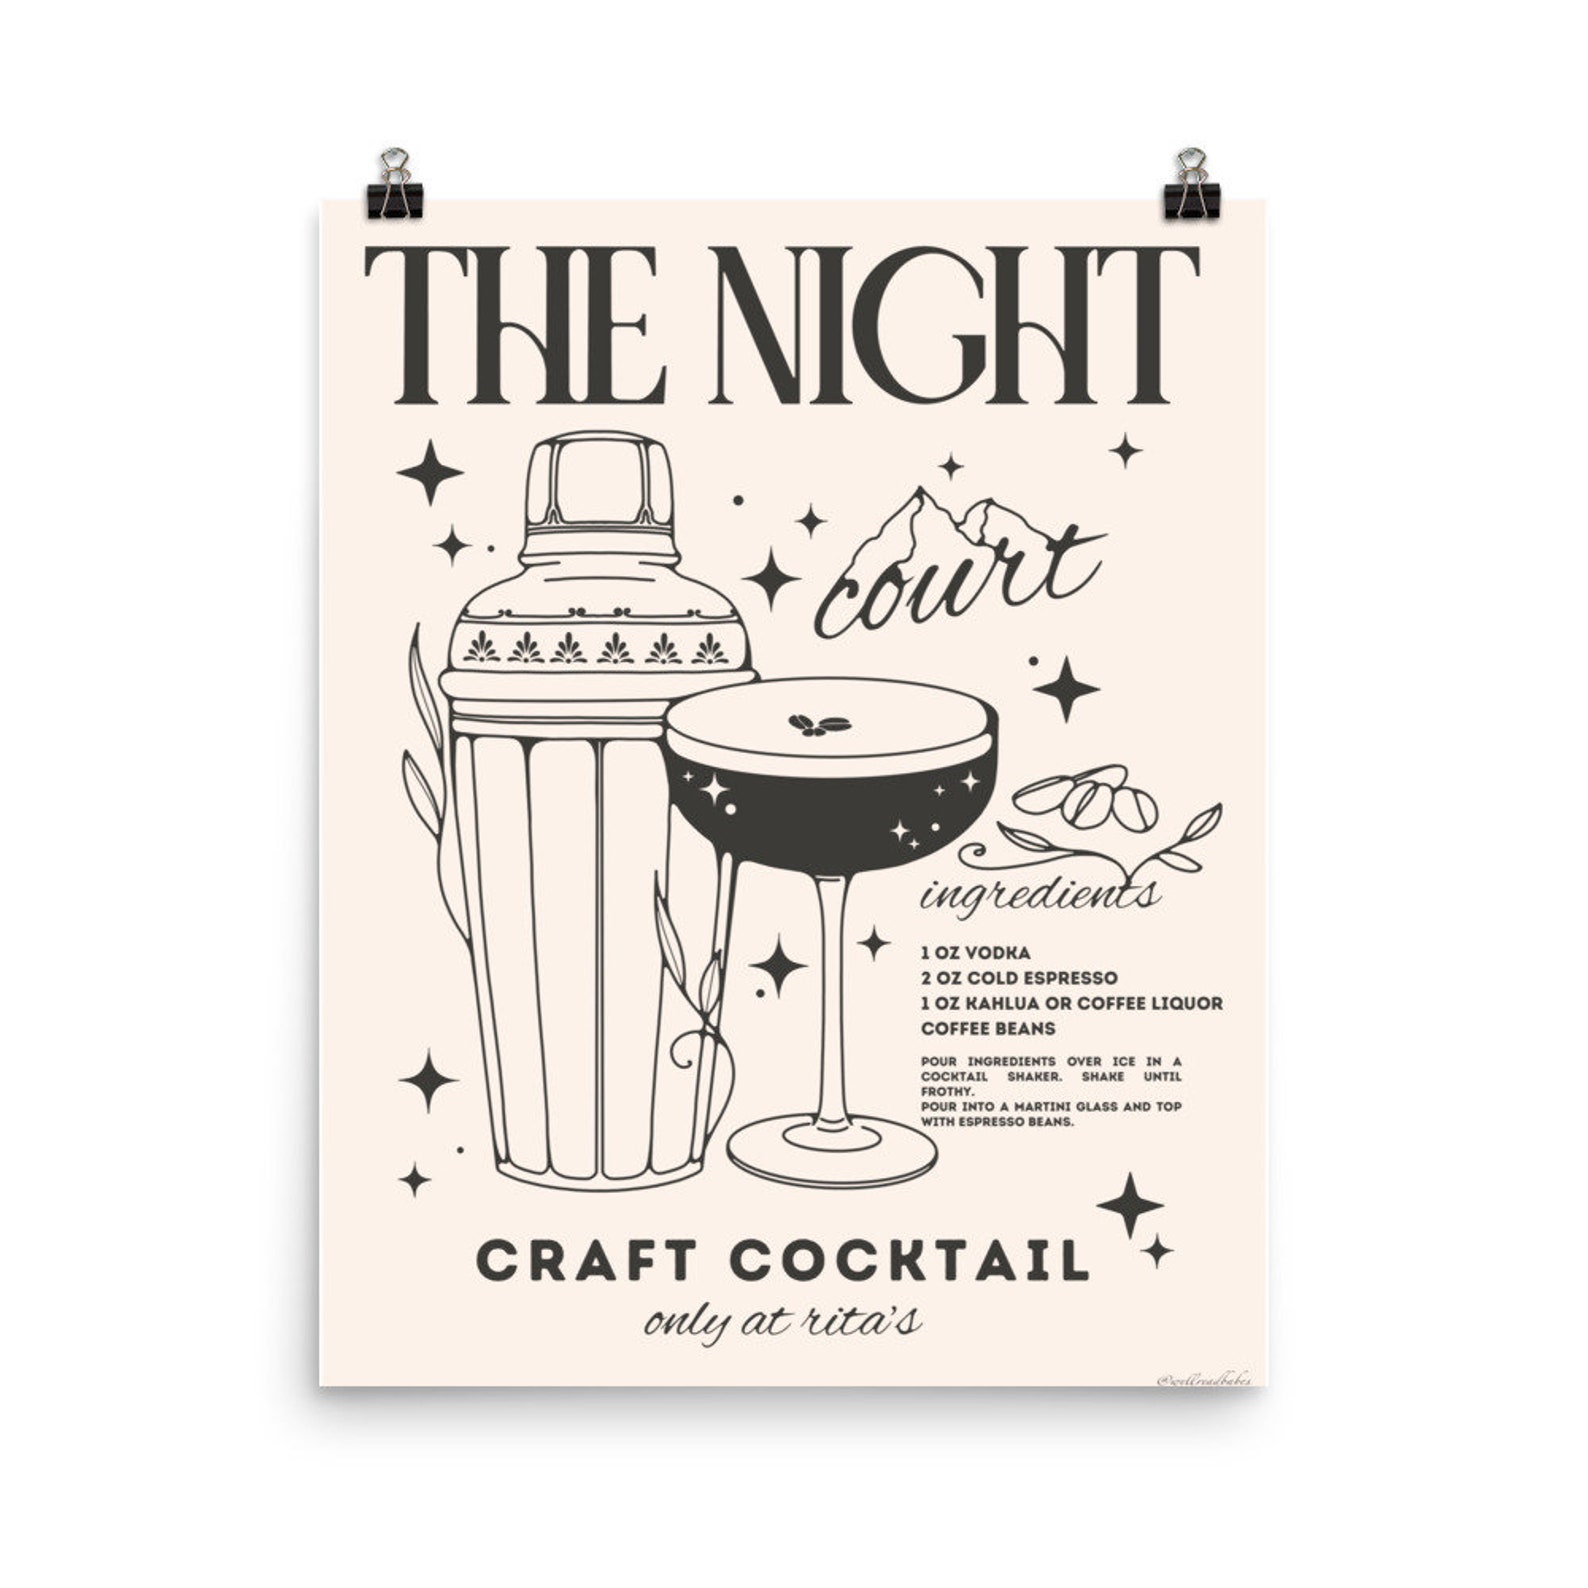 THE NIGHT
court
ingredients
1 OZ VODKA
2 OZ COLD ESPRESSO
1 OZ KAHLUA OR COFFEE LIQUOR
COFFEE BEANS
POUR INGREDIENTS OVER ICE IN A
COCKTAIL SHAKER. SHAKE UNTIL
FROTHY.
POUR INTO A MARTINI GLASS AND TOP
WITH ESPRESSO BEANS.
CRAFT COCKTAIL
only at rita's
@wellreadbabes